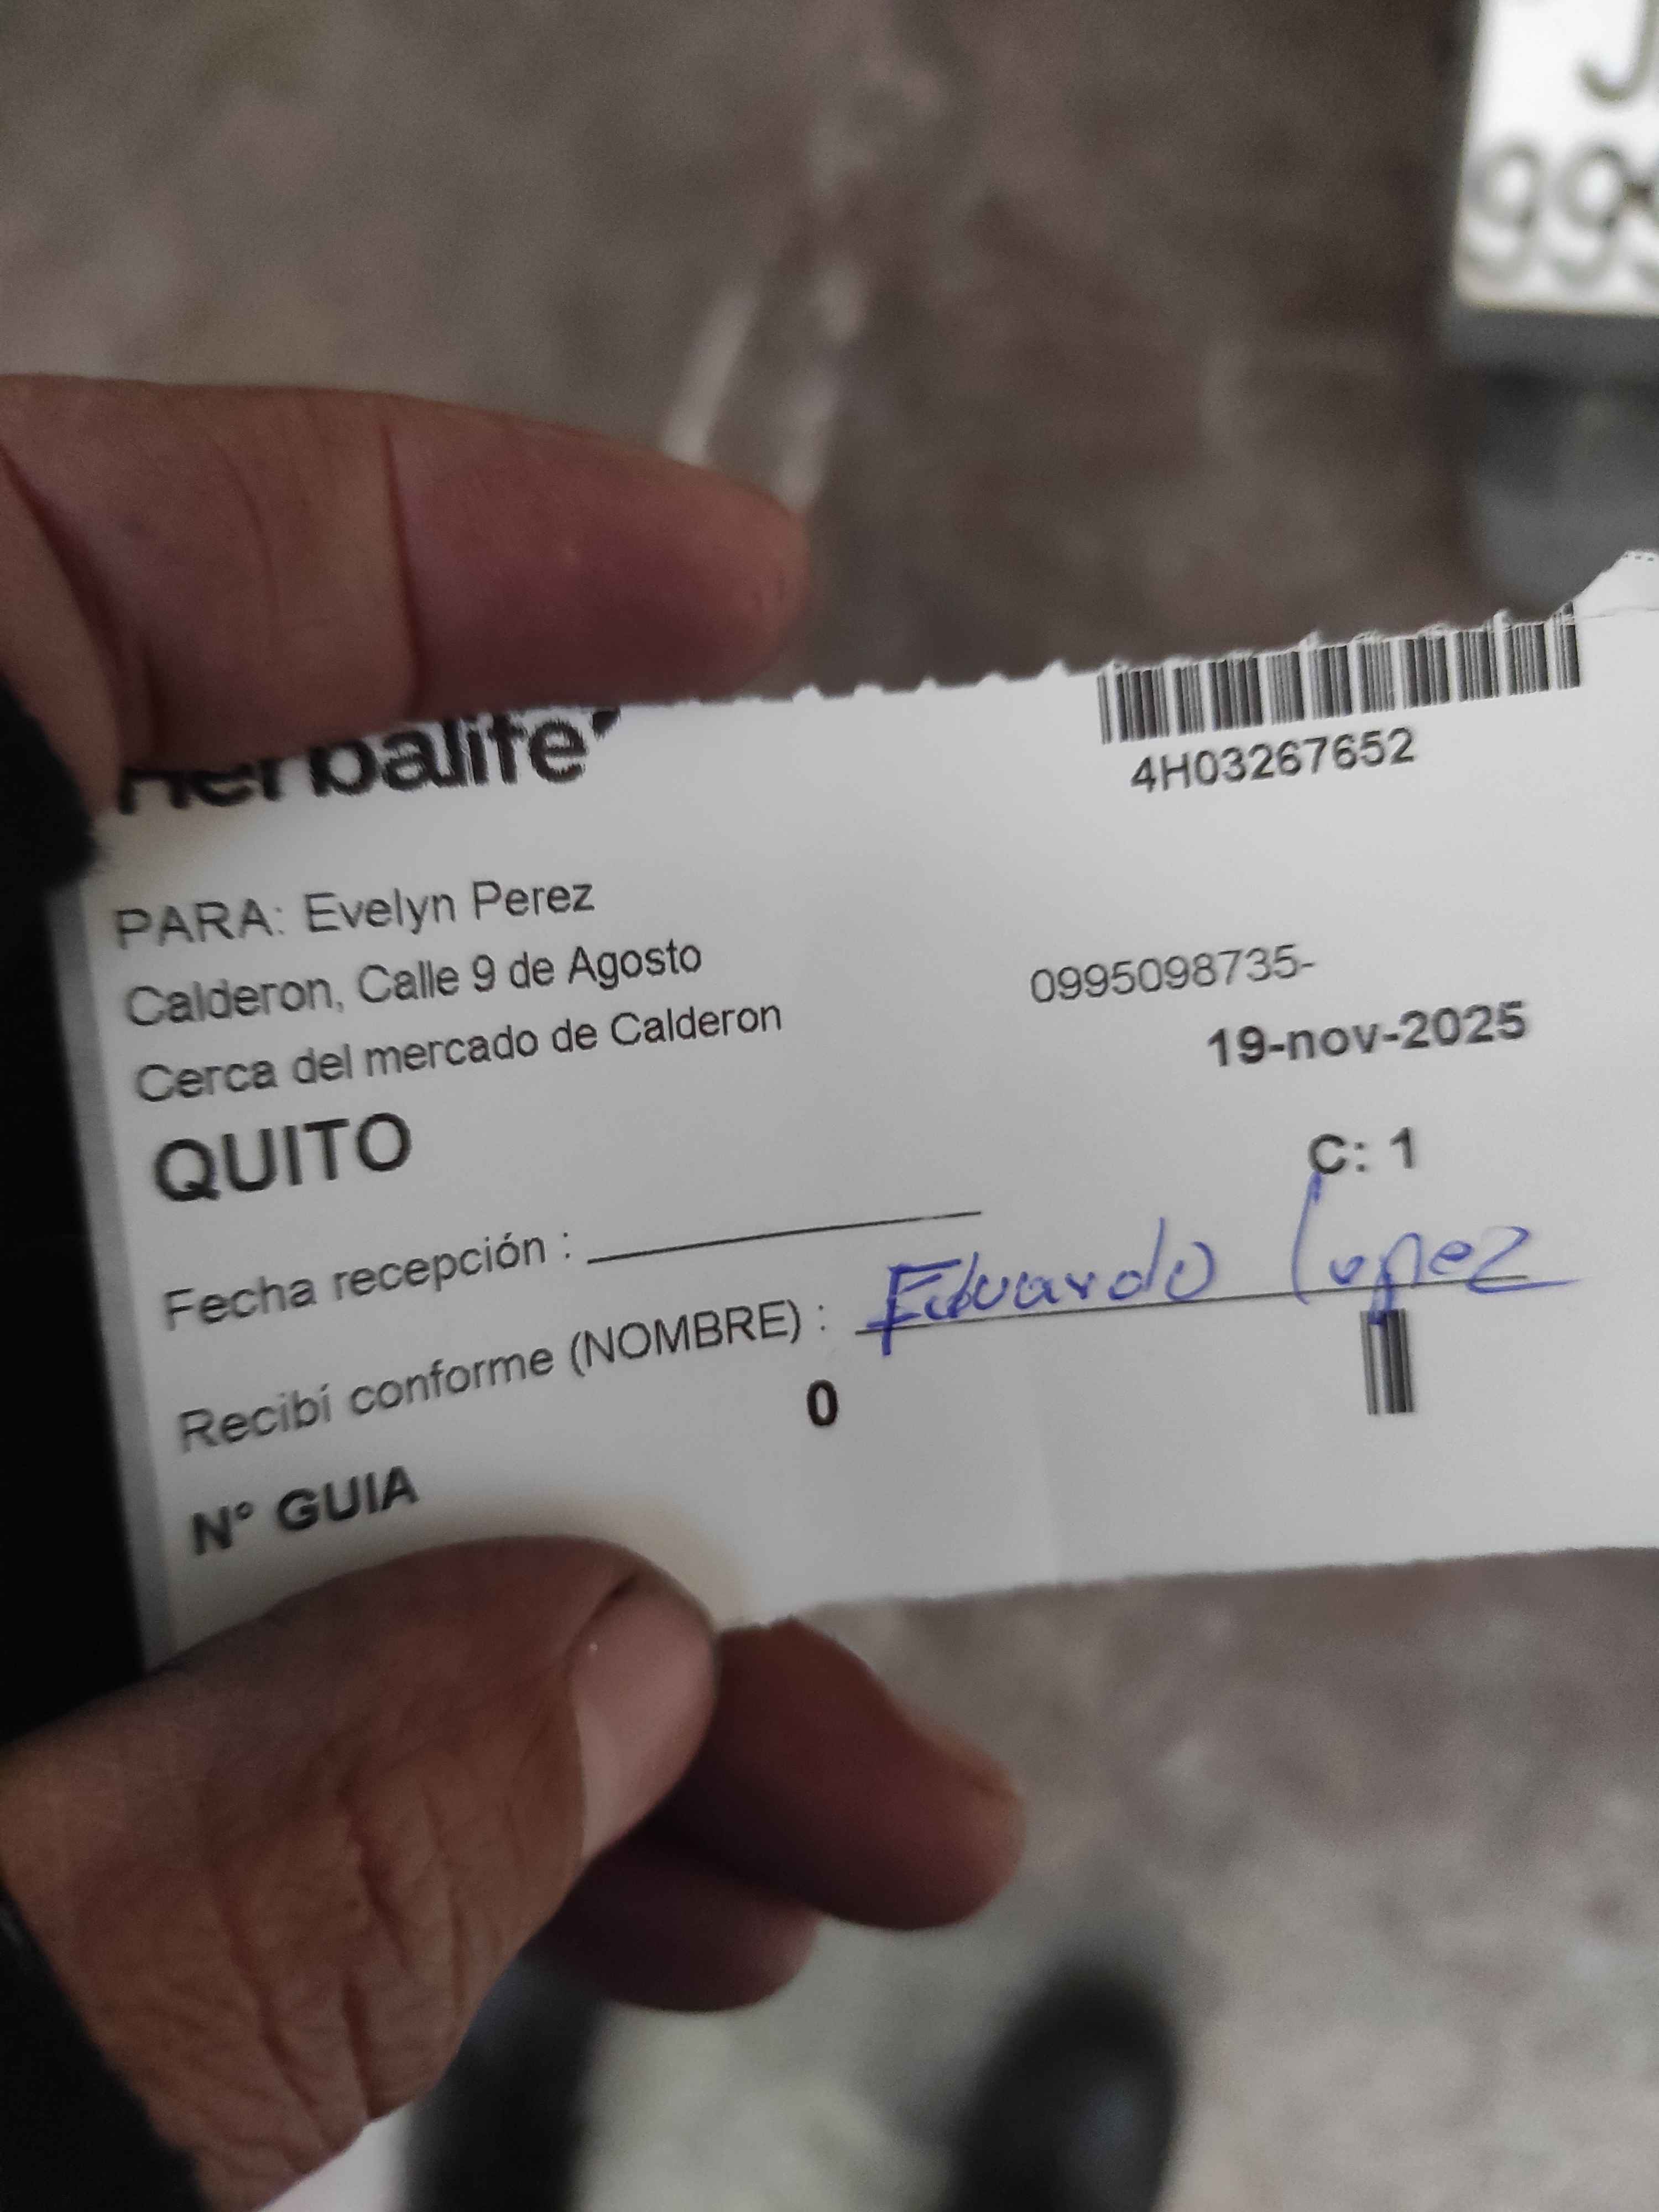 Herbalife
4H03267652
PARA: Evelyn Perez
Calderon, Calle 9 de Agosto
0995098735-
Cerca del mercado de Calderon
19-nov-2025
QUITO
C: 1
Fecha recepción :
Recibí conforme (NOMBRE) : Eduardo Lopez
Nº GUIA
0